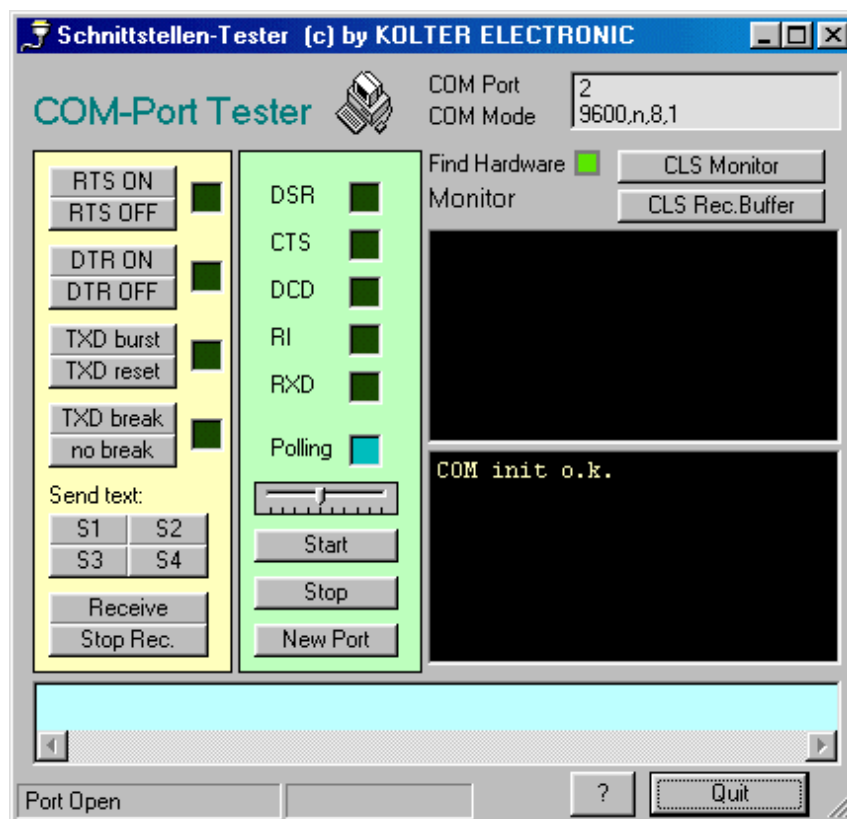 Schnittstellen-Tester (c) by KOLTER ELECTRONIC
COM-Port Tester
COM Port 2
COM Mode 9600,n,8,1
Find Hardware
CLS Monitor
Monitor
CLS Rec.Buffer
RTS ON
RTS OFF
DTR ON
DTR OFF
TXD burst
TXD reset
TXD break
no break
Send text:
S1 S2
S3 S4
Receive
Stop Rec.
DSR
CTS
DCD
RI
RXD
Polling
Start
Stop
New Port
COM init o.k.
Port Open
?
Quit